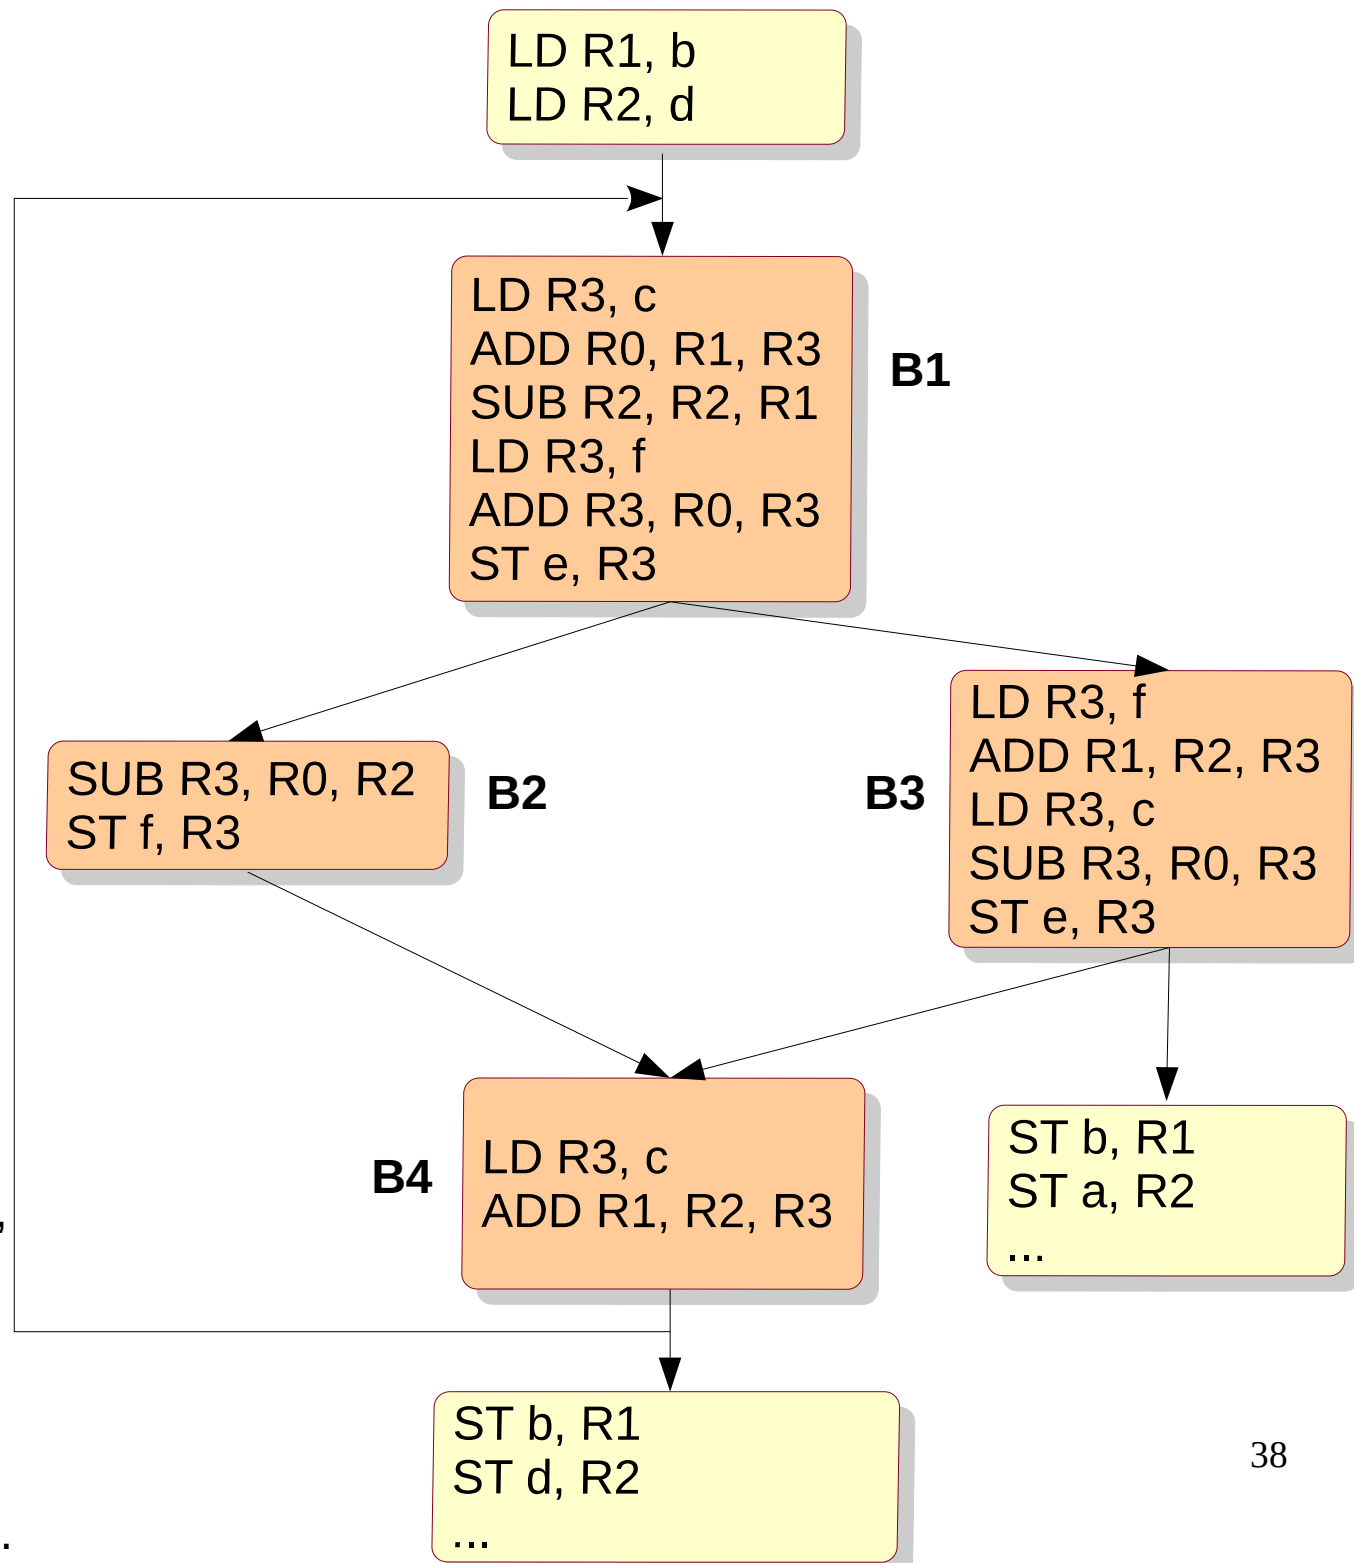 LD R1, b
LD R2, d
LD R3, c
ADD R0, R1, R3
SUB R2, R2, R1
LD R3, f
ADD R3, R0, R3
ST e, R3
B1
SUB R3, R0, R2
ST f, R3
B2
B3
LD R3, f
ADD R1, R2, R3
LD R3, c
SUB R3, R0, R3
ST e, R3
B4
LD R3, c
ADD R1, R2, R3
ST b, R1
ST a, R2
...
,
ST b, R1
ST d, R2
...
38
.